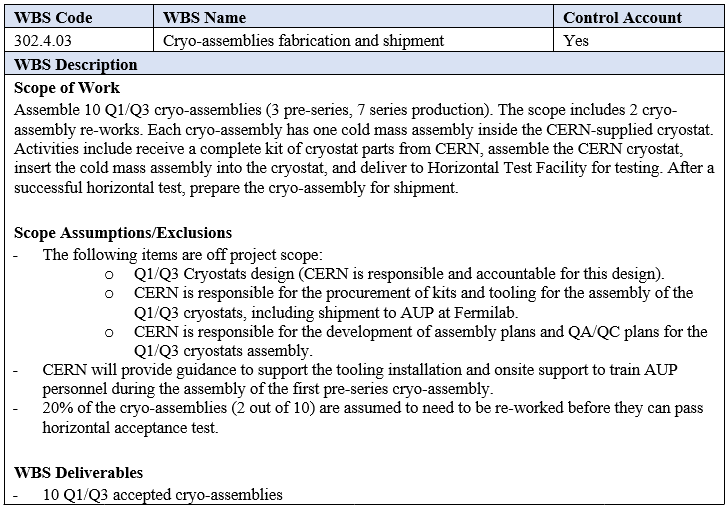 WBS Code WBS Name Control Account
302.4.03 Cryo-assemblies fabrication and shipment Yes
WBS Description
Scope of Work
Assemble 10 Q1/Q3 cryo-assemblies (3 pre-series, 7 series production). The scope includes 2 cryo-
assembly re-works. Each cryo-assembly has one cold mass assembly inside the CERN-supplied cryostat.
Activities include receive a complete kit of cryostat parts from CERN, assemble the CERN cryostat,
insert the cold mass assembly into the cryostat, and deliver to Horizontal Test Facility for testing. After a
successful horizontal test, prepare the cryo-assembly for shipment.
Scope Assumptions/Exclusions
- The following items are off project scope:
o Q1/Q3 Cryostats design (CERN is responsible and accountable for this design).
o CERN is responsible for the procurement of kits and tooling for the assembly of the
Q1/Q3 cryostats, including shipment to AUP at Fermilab.
o CERN is responsible for the development of assembly plans and QA/QC plans for the
Q1/Q3 cryostats assembly.
- CERN will provide guidance to support the tooling installation and onsite support to train AUP
personnel during the assembly of the first pre-series cryo-assembly.
- 20% of the cryo-assemblies (2 out of 10) are assumed to need to be re-worked before they can pass
horizontal acceptance test.
WBS Deliverables
- 10 Q1/Q3 accepted cryo-assemblies